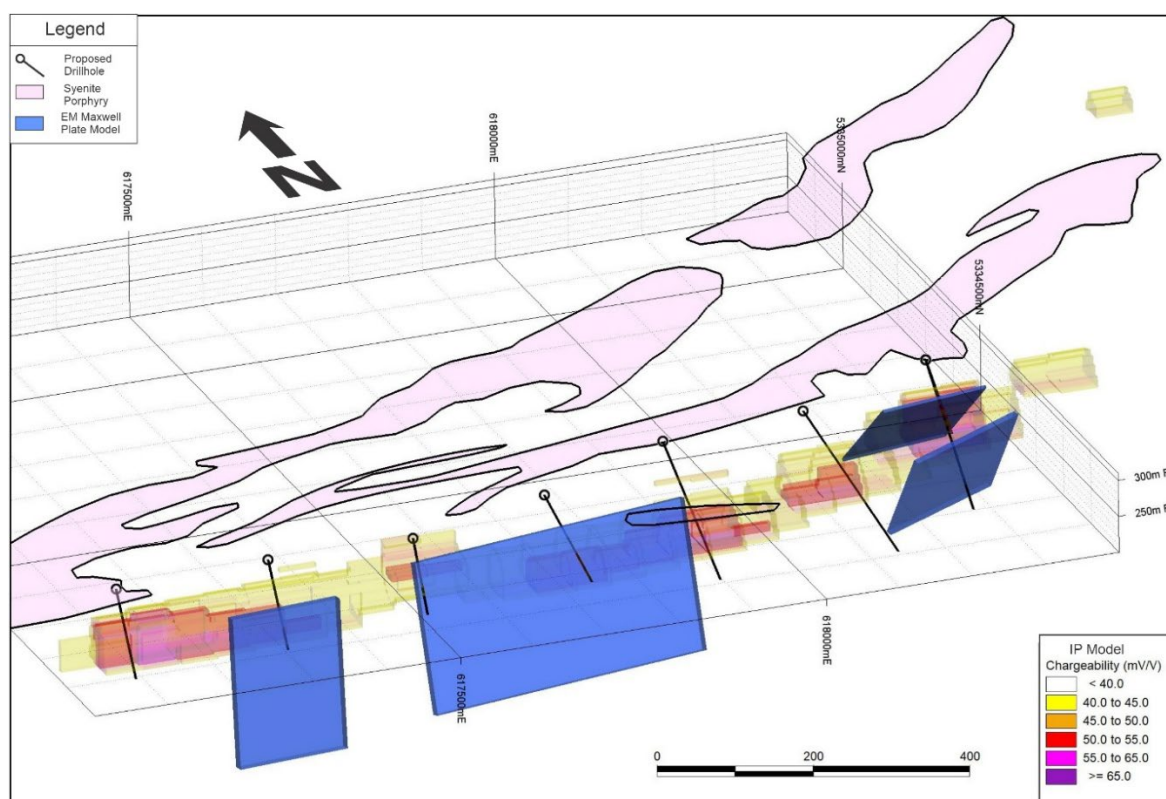 Legend
Proposed
Drillhole
Syenite
Porphyry
EM Maxwell
Plate Model
N
617500mE
618000mE
5335000mN
5334500mN
300m R
250m R
618000mE
617500mE
0 200 400
IP Model
Chargeability (mV/V)
< 40.0
40.0 to 45.0
45.0 to 50.0
50.0 to 55.0
55.0 to 65.0
>= 65.0